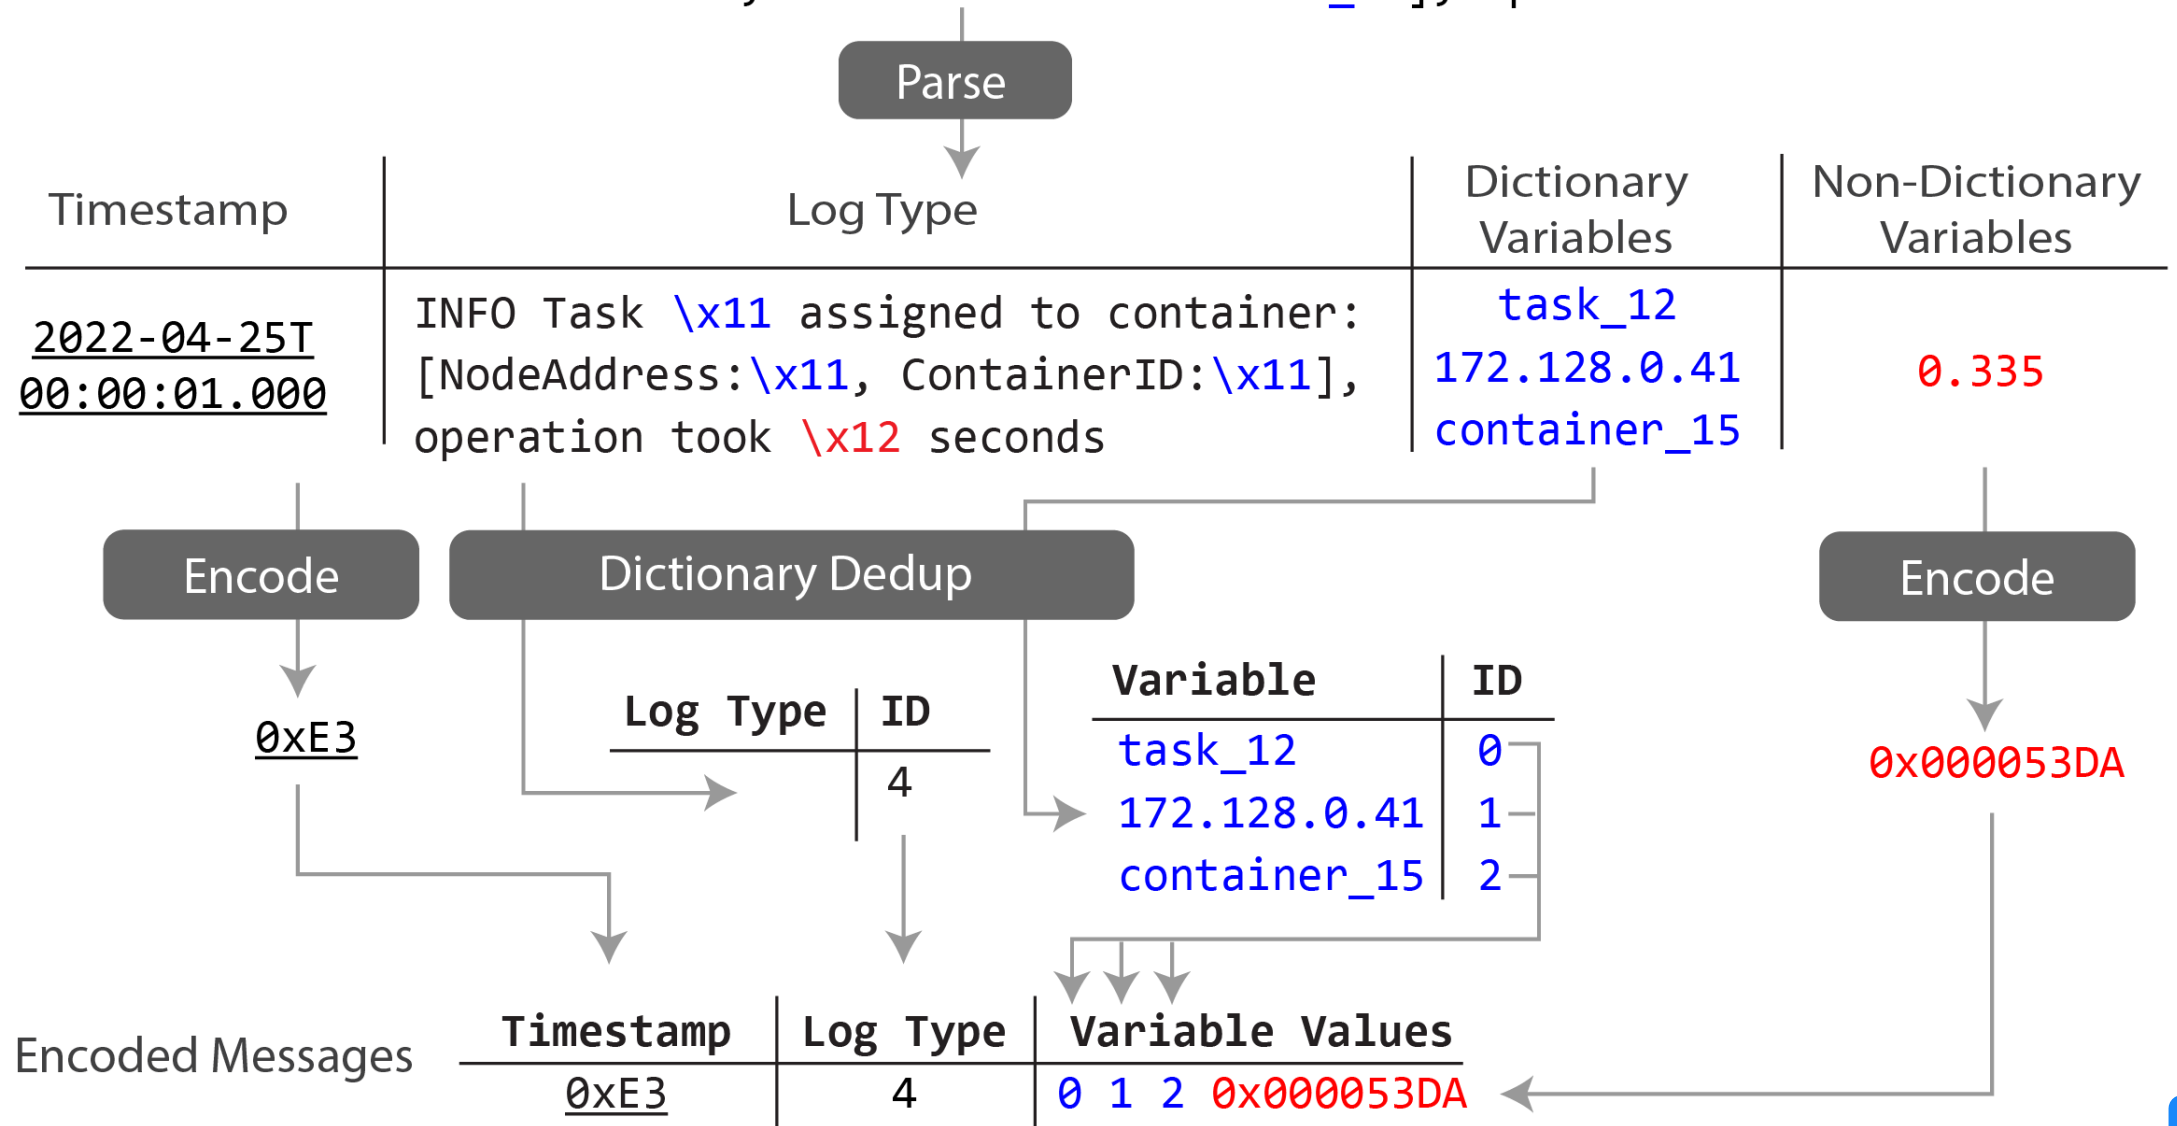 Parse
Timestamp
Log Type
Dictionary Variables
Non-Dictionary Variables
2022-04-25T
00:00:01.000
INFO Task \x11 assigned to container:
[NodeAddress:\x11, ContainerID:\x11],
operation took \x12 seconds
task_12
172.128.0.41
container_15
0.335
Encode
Dictionary Dedup
Encode
0xE3
Log Type ID
4
Variable ID
task_12 0
172.128.0.41 1
container_15 2
0x000053DA
Encoded Messages
Timestamp Log Type Variable Values
0xE3 4 0 1 2 0x000053DA